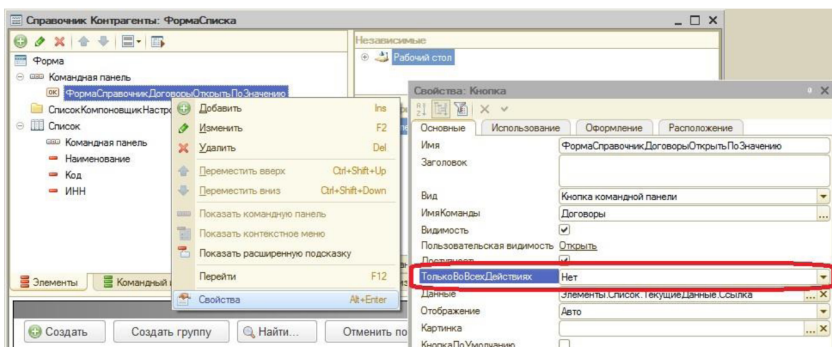 Справочник Контрагенты: ФормаСписка
Независимые
Форма
Рабочий стол
Командная панель
ФормаСправочникДоговорыОткрытьПоЗначению
Список
Командная панель
Наименование
Код
ИНН
Элементы
Командный
Добавить Ins
Изменить F2
Удалить Del
Переместить вверх Ctrl+Shift+Up
Переместить вниз Ctrl+Shift+Down
Показать командную панель
Показать контекстное меню
Показать расширенную подсказку
Перейти F12
Свойства Alt+Enter
Создать
Создать группу
Найти...
Отменить по
Свойства: Кнопка
Основные Использование Оформление Расположение
Имя ФормаСправочникДоговорыОткрытьПоЗначению
Заголовок
Вид Кнопка командной панели
ИмяКоманды Договоры
Видимость
Пользовательская видимость Открыть
Доступность
ТолькоВоВсехДействиях Нет
Данные Элементы.Список.ТекущиеДанные.Ссылка
Отображение Авто
Картинка
КнопкаПоУмолчанию